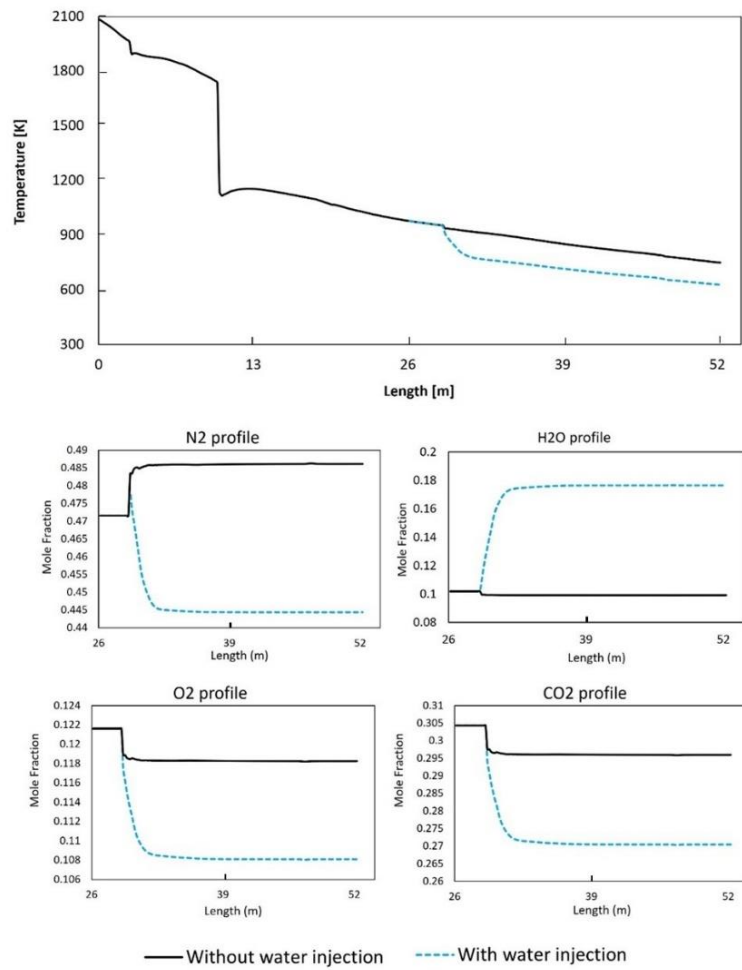 2100
1800
1500
1200
900
600
300
Temperature [K]
0 13 26 39 52
Length [m]
N2 profile
0.49
0.485
0.48
0.475
0.47
0.465
0.46
0.455
0.45
0.445
0.44
Mole Fraction
26 39 52
Length (m)
H2O profile
0.2
0.18
0.16
0.14
0.12
0.1
0.08
Mole Fraction
26 39 52
Length (m)
O2 profile
0.124
0.122
0.12
0.118
0.116
0.114
0.112
0.11
0.108
0.106
Mole Fraction
26 39 52
Length (m)
CO2 profile
0.31
0.305
0.3
0.295
0.29
0.285
0.28
0.275
0.27
0.265
0.26
Mole Fraction
26 39 52
Length (m)
Without water injection
With water injection